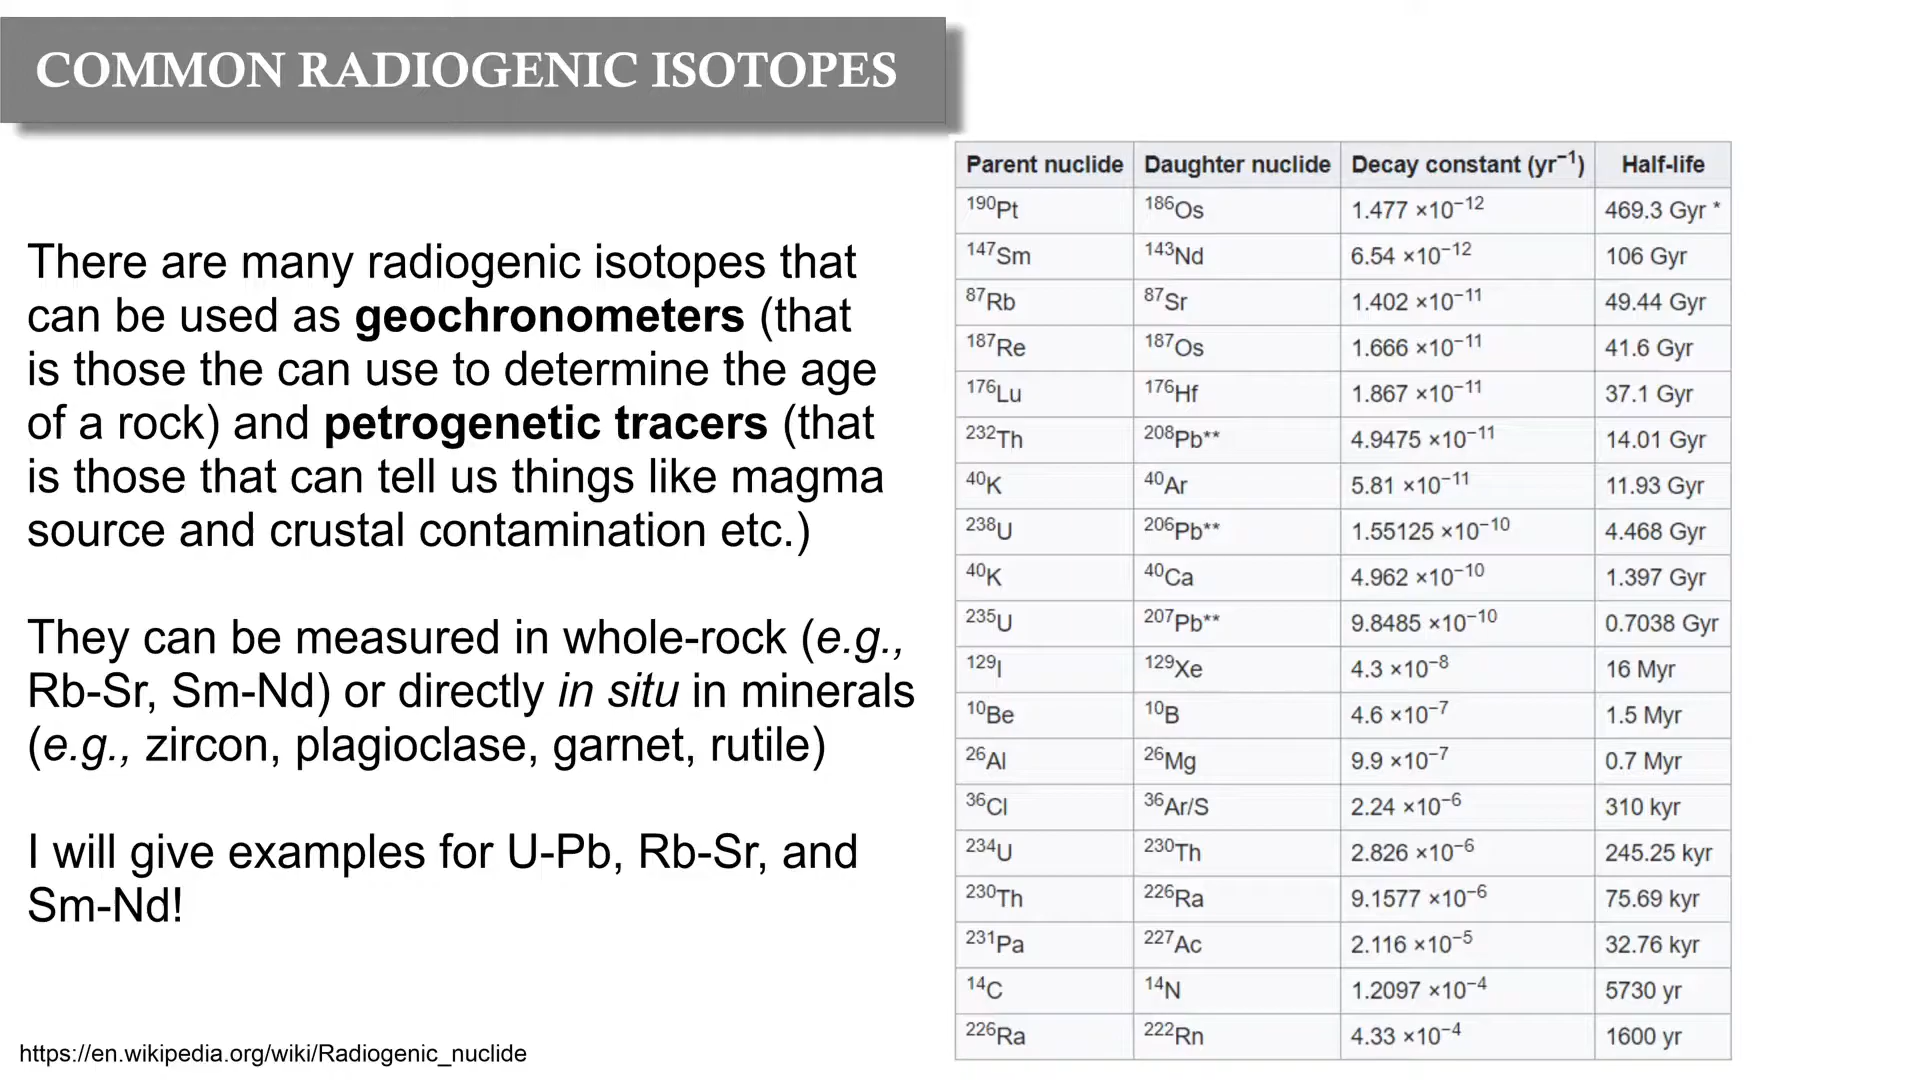 COMMON RADIOGENIC ISOTOPES
There are many radiogenic isotopes that
can be used as geochronometers (that
is those the can use to determine the age
of a rock) and petrogenetic tracers (that
is those that can tell us things like magma
source and crustal contamination etc.)
They can be measured in whole-rock (e.g.,
Rb-Sr, Sm-Nd) or directly in situ in minerals
(e.g., zircon, plagioclase, garnet, rutile)
I will give examples for U-Pb, Rb-Sr, and
Sm-Nd!
https://en.wikipedia.org/wiki/Radiogenic_nuclide
Parent nuclide Daughter nuclide Decay constant (yr⁻¹) Half-life
¹⁹⁰Pt ¹⁸⁶Os 1.477 ×10⁻¹² 469.3 Gyr *
¹⁴⁷Sm ¹⁴³Nd 6.54 ×10⁻¹² 106 Gyr
⁸⁷Rb ⁸⁷Sr 1.402 ×10⁻¹¹ 49.44 Gyr
¹⁸⁷Re ¹⁸⁷Os 1.666 ×10⁻¹¹ 41.6 Gyr
¹⁷⁶Lu ¹⁷⁶Hf 1.867 ×10⁻¹¹ 37.1 Gyr
²³²Th ²⁰⁸Pb** 4.9475 ×10⁻¹¹ 14.01 Gyr
⁴⁰K ⁴⁰Ar 5.81 ×10⁻¹¹ 11.93 Gyr
²³⁸U ²⁰⁶Pb** 1.55125 ×10⁻¹⁰ 4.468 Gyr
⁴⁰K ⁴⁰Ca 4.962 ×10⁻¹⁰ 1.397 Gyr
²³⁵U ²⁰⁷Pb** 9.8485 ×10⁻¹⁰ 0.7038 Gyr
¹²⁹I ¹²⁹Xe 4.3 ×10⁻⁸ 16 Myr
¹⁰Be ¹⁰B 4.6 ×10⁻⁷ 1.5 Myr
²⁶Al ²⁶Mg 9.9 ×10⁻⁷ 0.7 Myr
³⁶Cl ³⁶Ar/S 2.24 ×10⁻⁶ 310 kyr
²³⁴U ²³⁰Th 2.826 ×10⁻⁶ 245.25 kyr
²³⁰Th ²²⁶Ra 9.1577 ×10⁻⁶ 75.69 kyr
²³¹Pa ²²⁷Ac 2.116 ×10⁻⁵ 32.76 kyr
¹⁴C ¹⁴N 1.2097 ×10⁻⁴ 5730 yr
²²⁶Ra ²²²Rn 4.33 ×10⁻⁴ 1600 yr